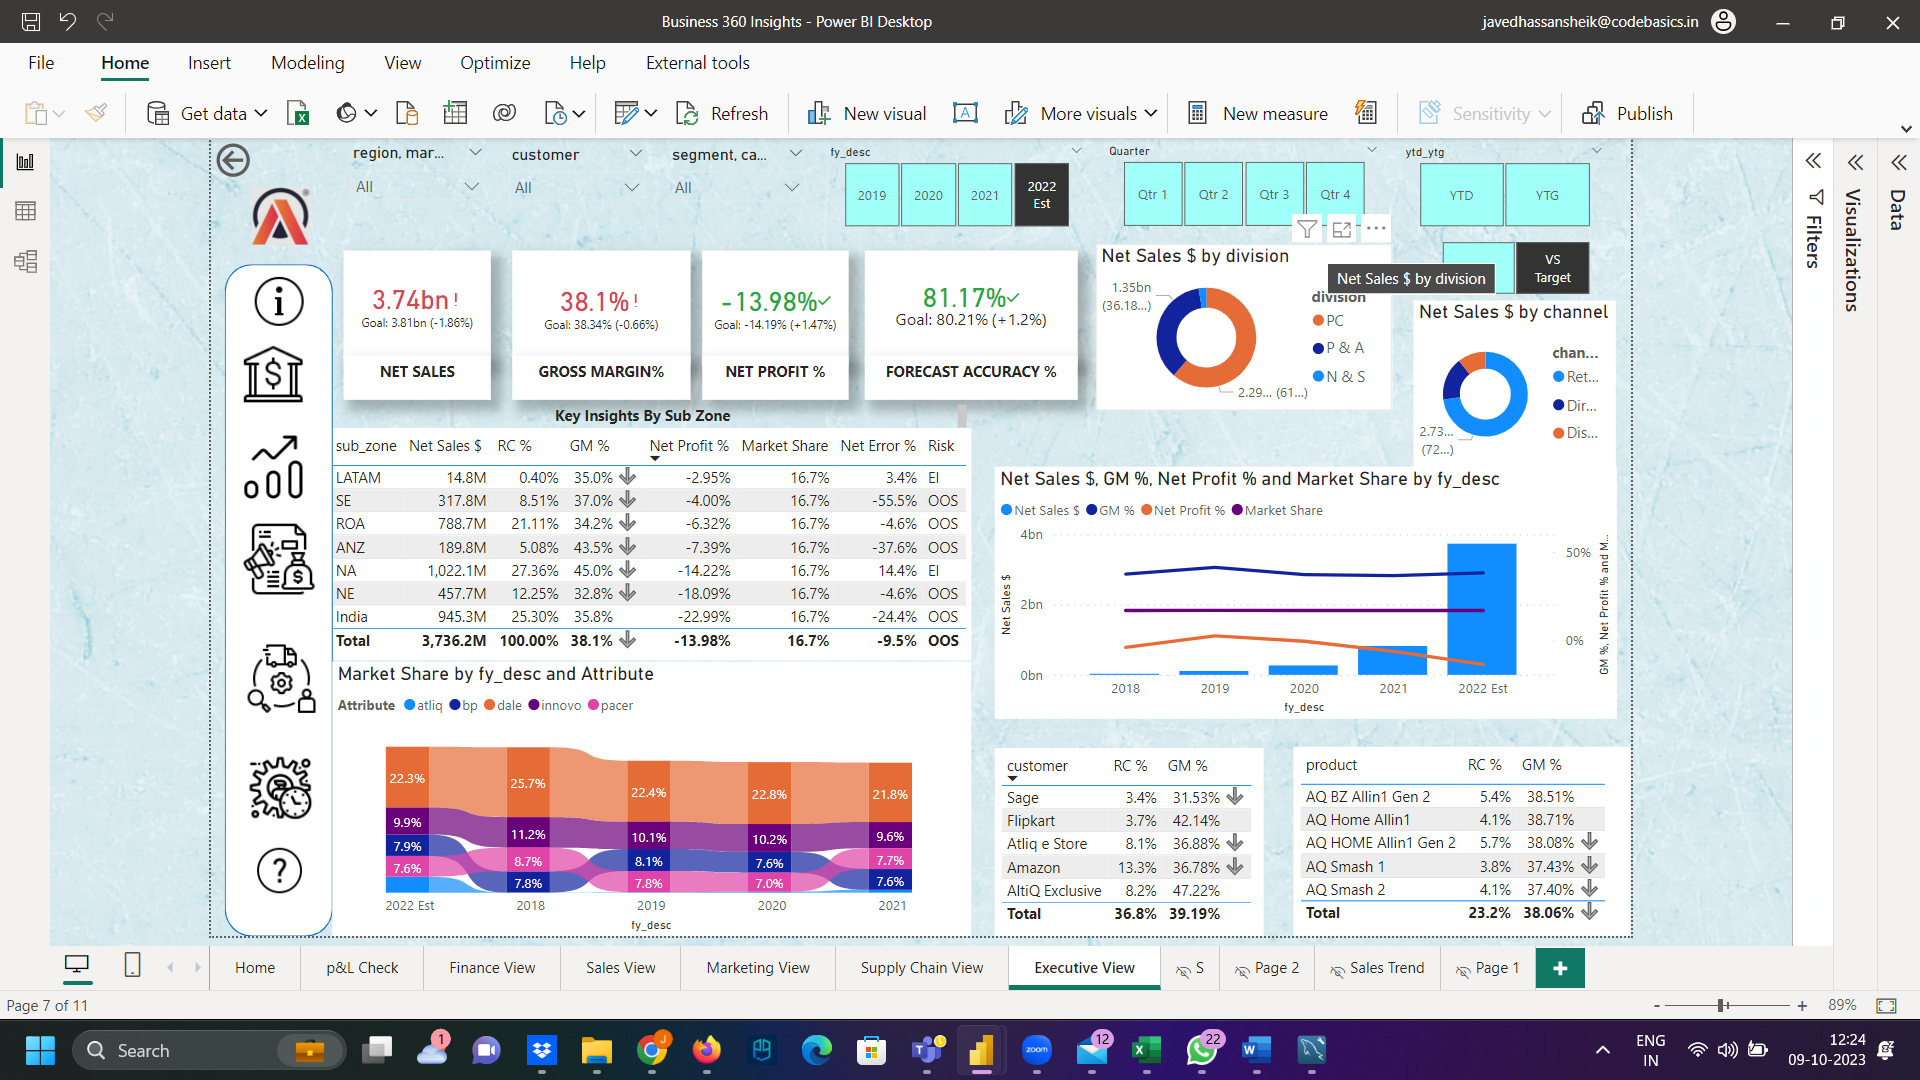 Business 360 Insights - Power BI Desktop
javedhassansheik@codebasics.in
File Home Insert Modeling View Optimize Help External tools
Get data Refresh New visual A More visuals New measure Sensitivity Publish
region, mar... customer segment, ca... fy_desc Quarter ytd_ytg
All All All
2019 2020 2021 2022 Est
Qtr 1 Qtr 2 Qtr 3 Qtr 4
YTD YTG
VS Target
Net Sales $ by division
3.74bn!
Goal: 3.81bn (-1.86%)
NET SALES
38.1%!
Goal: 38.34% (-0.66%)
GROSS MARGIN%
-13.98%✓
Goal: -14.19% (+1.47%)
NET PROFIT %
81.17%✓
Goal: 80.21% (+1.2%)
FORECAST ACCURACY %
Net Sales $ by division
1.35bn
(36.18...)
2.29... (61...)
division
PC
P & A
N & S
Net Sales $ by channel
2.73...
(72...)
chan...
Ret...
Dir...
Dis...
Filters
Visualizations
Data
Key Insights By Sub Zone
sub_zone Net Sales $ RC % GM % Net Profit % Market Share Net Error % Risk
LATAM 14.8M 0.40% 35.0% -2.95% 16.7% 3.4% EI
SE 317.8M 8.51% 37.0% -4.00% 16.7% -55.5% OOS
ROA 788.7M 21.11% 34.2% -6.32% 16.7% -4.6% OOS
ANZ 189.8M 5.08% 43.5% -7.39% 16.7% -37.6% OOS
NA 1,022.1M 27.36% 45.0% -14.22% 16.7% 14.4% EI
NE 457.7M 12.25% 32.8% -18.09% 16.7% -4.6% OOS
India 945.3M 25.30% 35.8% -22.99% 16.7% -24.4% OOS
Total 3,736.2M 100.00% 38.1% -13.98% 16.7% -9.5% OOS
Net Sales $, GM %, Net Profit % and Market Share by fy_desc
Net Sales $ GM % Net Profit % Market Share
4bn
2bn
0bn
Net Sales $
50%
0%
GM %, Net Profit % and M...
2018 2019 2020 2021 2022 Est
fy_desc
Market Share by fy_desc and Attribute
Attribute atliq bp dale innovo pacer
22.3% 25.7% 22.4% 22.8% 21.8%
9.9% 11.2% 10.1% 10.2% 9.6%
7.9% 8.7% 8.1% 7.6% 7.7%
7.6% 7.8% 7.8% 7.0% 7.6%
2022 Est 2018 2019 2020 2021
fy_desc
customer RC % GM %
Sage 3.4% 31.53%
Flipkart 3.7% 42.14%
Atliq e Store 8.1% 36.88%
Amazon 13.3% 36.78%
AltiQ Exclusive 8.2% 47.22%
Total 36.8% 39.19%
product RC % GM %
AQ BZ Allin1 Gen 2 5.4% 38.51%
AQ Home Allin1 4.1% 38.71%
AQ HOME Allin1 Gen 2 5.7% 38.08%
AQ Smash 1 3.8% 37.43%
AQ Smash 2 4.1% 37.40%
Total 23.2% 38.06%
Home p&L Check Finance View Sales View Marketing View Supply Chain View Executive View S Page 2 Sales Trend Page 1 +
Page 7 of 11
- + 89%
Search
1
zoom
12
22
ENG
IN
12:24
09-10-2023